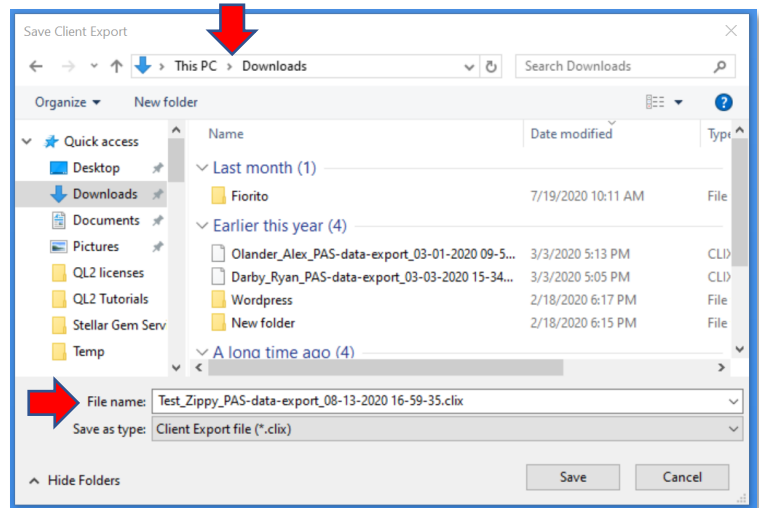 Save Client Export
This PC > Downloads
Search Downloads
Organize
New folder
?
Name
Date modified
Type
Quick access
Desktop
Downloads
Documents
Pictures
QL2 licenses
QL2 Tutorials
Stellar Gem Serv
Temp
Last month (1)
Fiorito 7/19/2020 10:11 AM File
Earlier this year (4)
Olander_Alex_PAS-data-export_03-01-2020 09-5... 3/3/2020 5:13 PM CLIX
Darby_Ryan_PAS-data-export_03-03-2020 15-34... 3/3/2020 5:05 PM CLIX
Wordpress 2/18/2020 6:17 PM File
New folder 2/18/2020 6:15 PM File
A long time ago (4)
File name: Test_Zippy_PAS-data-export_08-13-2020 16-59-35.clix
Save as type: Client Export file (*.clix)
Hide Folders
Save
Cancel